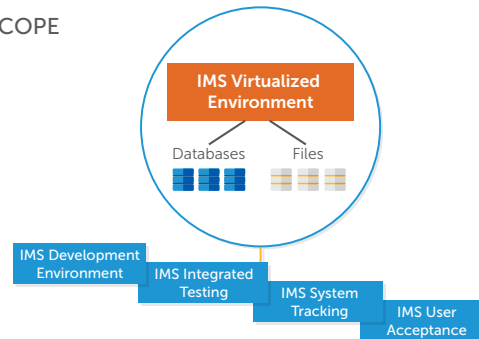 COPE
IMS Virtualized
Environment
Databases
Files
IMS Development
Environment
IMS Integrated
Testing
IMS System
Tracking
IMS User
Acceptance